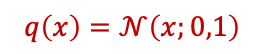 q(x) = 𝒩(x; 0,1)